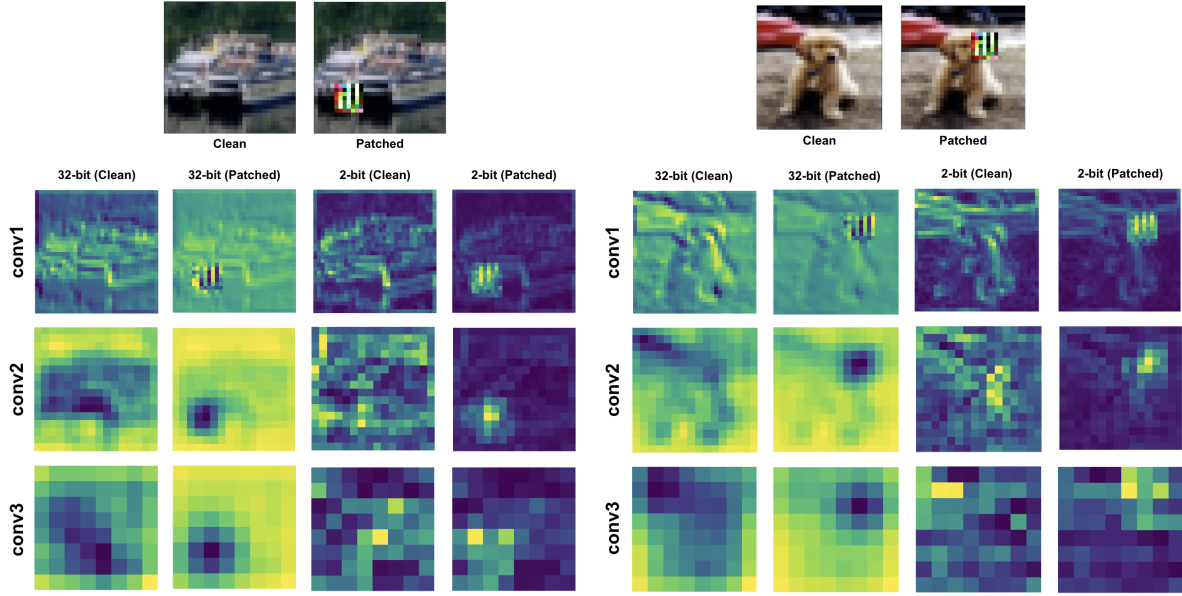 Clean Patched
Clean Patched
32-bit (Clean) 32-bit (Patched) 2-bit (Clean) 2-bit (Patched)
conv1
conv2
conv3
32-bit (Clean) 32-bit (Patched) 2-bit (Clean) 2-bit (Patched)
conv1
conv2
conv3